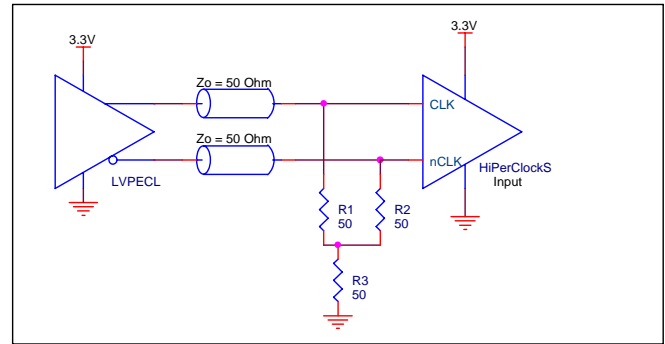 3.3V
3.3V
Zo = 50 Ohm
CLK
Zo = 50 Ohm
nCLK
LVPECL
HiPerClockS
Input
R1
50
R2
50
R3
50